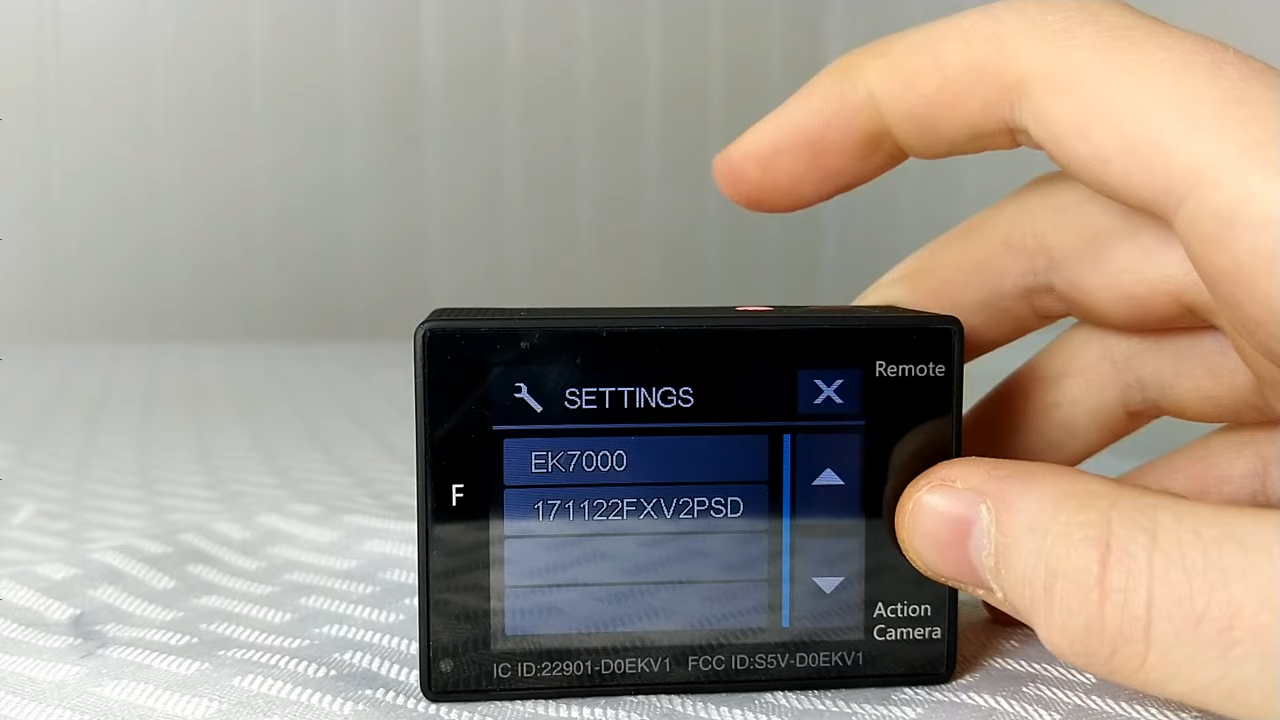 Remote
SETTINGS
X
EK7000
F
171122FXV2PSD
Action
Camera
IC ID:22901-D0EKV1 FCC ID:S5V-D0EKV1